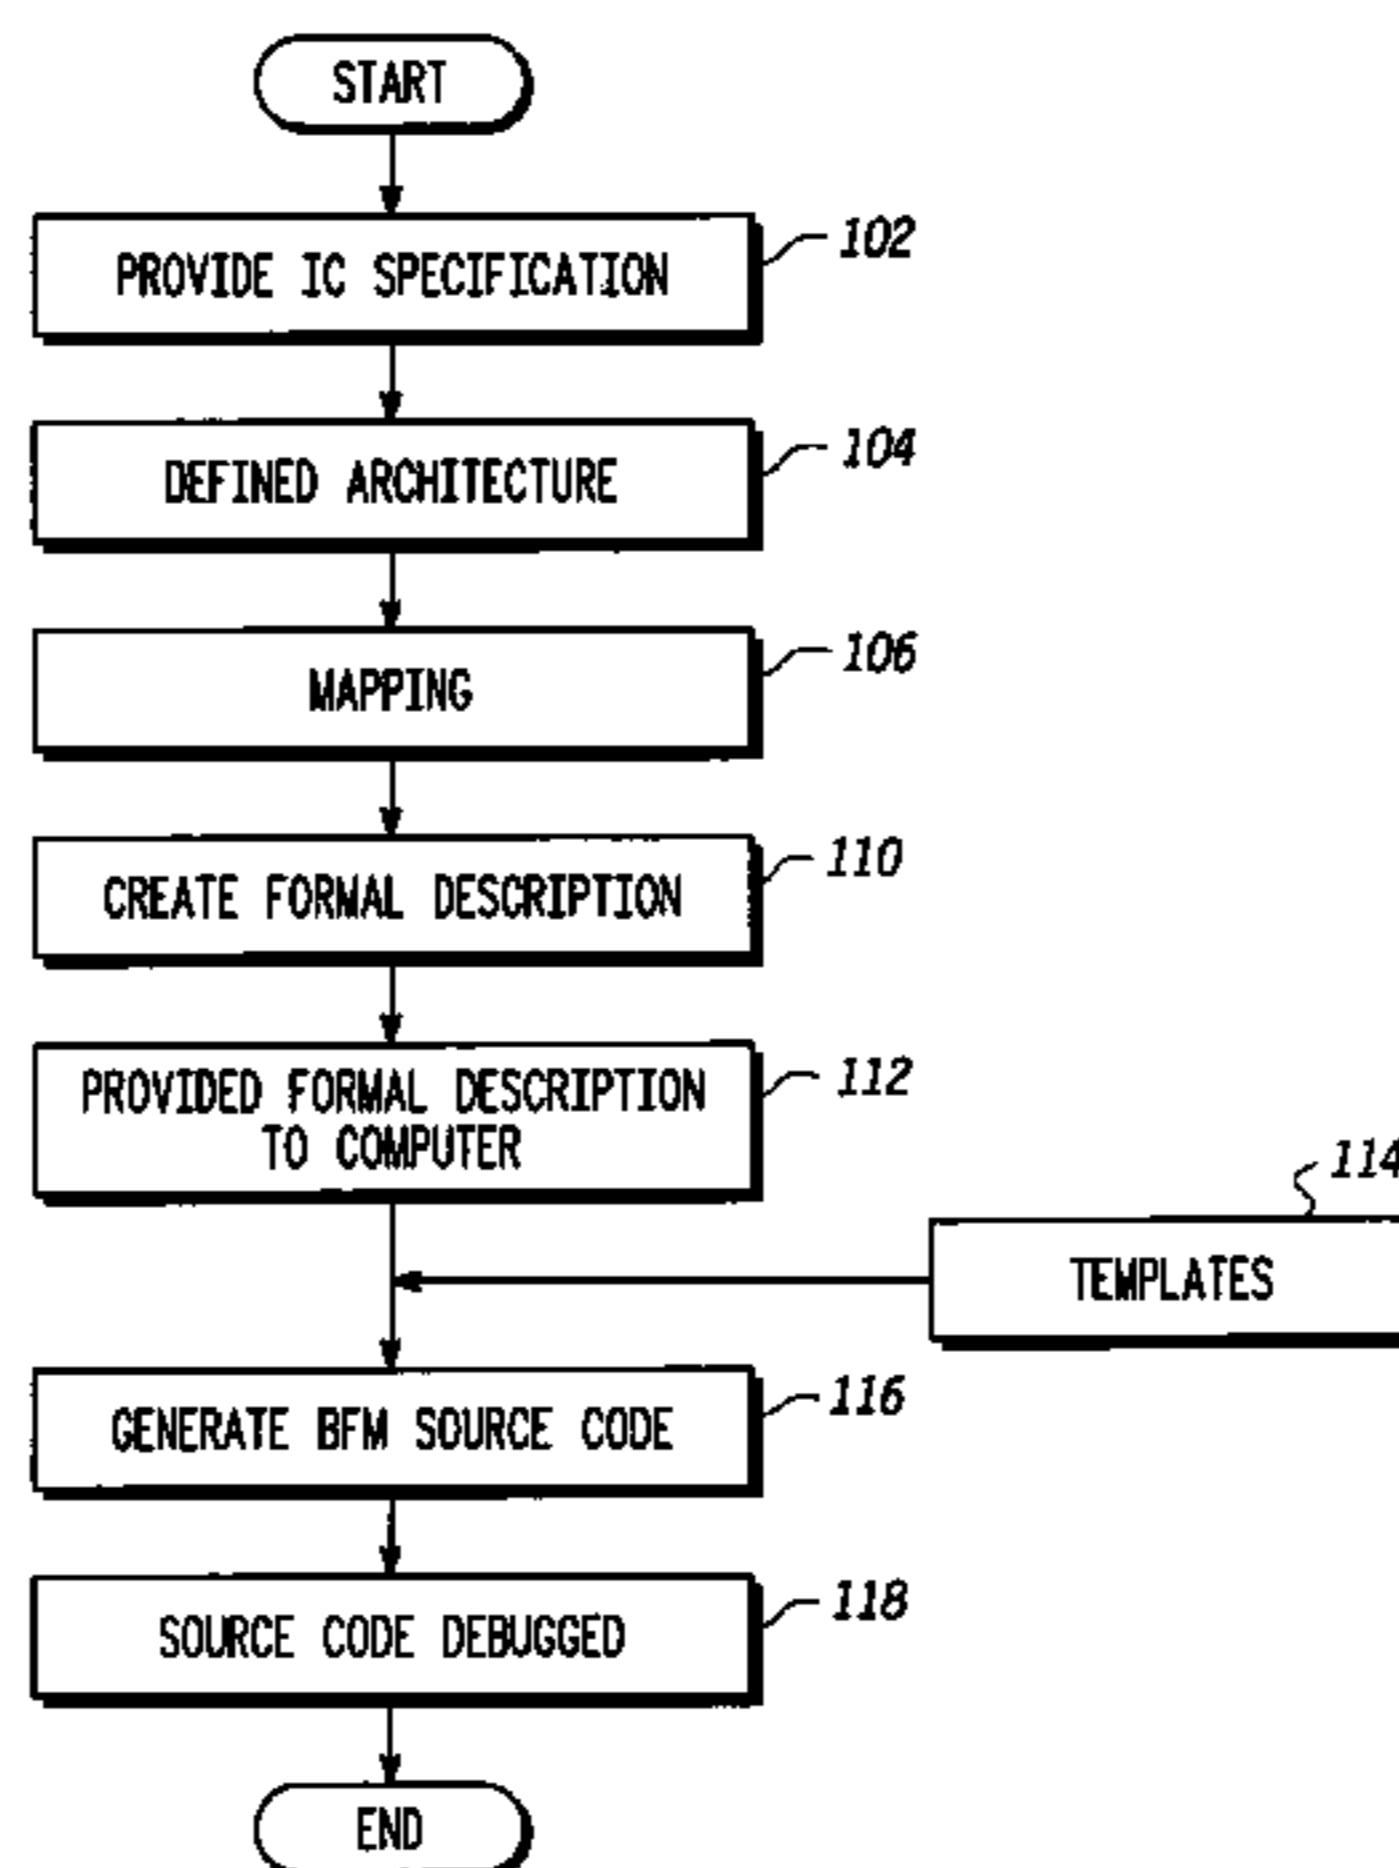 START
PROVIDE IC SPECIFICATION
102
DEFINED ARCHITECTURE
104
MAPPING
106
CREATE FORMAL DESCRIPTION
110
PROVIDED FORMAL DESCRIPTION
TO COMPUTER
112
114
TEMPLATES
GENERATE BFM SOURCE CODE
116
SOURCE CODE DEBUGGED
118
END